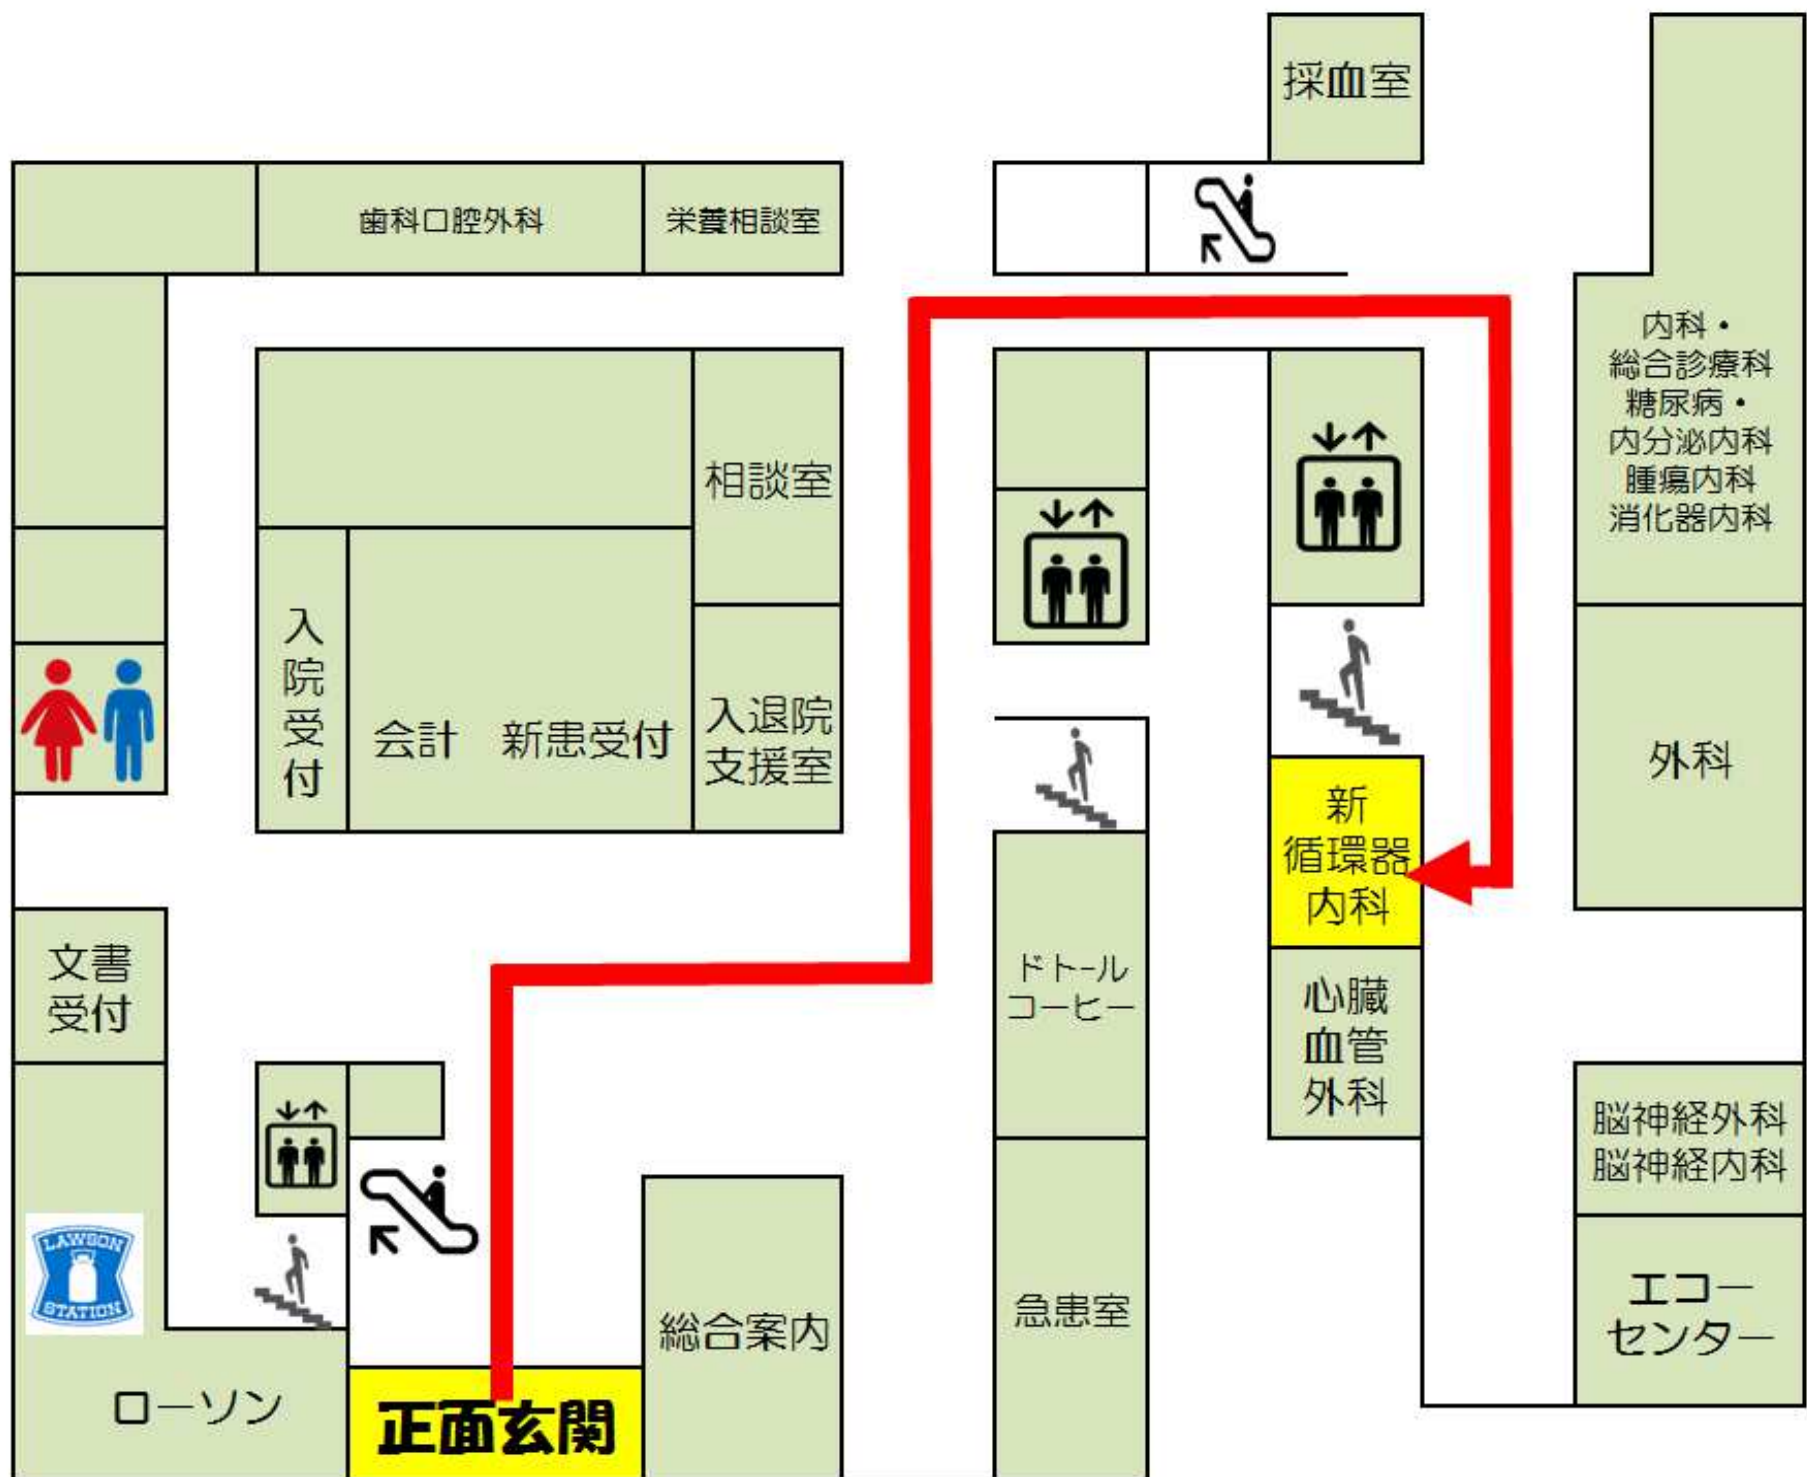 採血室
歯科口腔外科
栄養相談室
内科・
総合診療科
糖尿病・
内分泌内科
腫瘍内科
消化器内科
相談室
入院受付
会計　新患受付
入退院
支援室
外科
新
循環器
内科
文書
受付
ドトール
コーヒー
心臓
血管
外科
脳神経外科
脳神経内科
LAWSON
STATION
ローソン
正面玄関
総合案内
急患室
エコー
センター